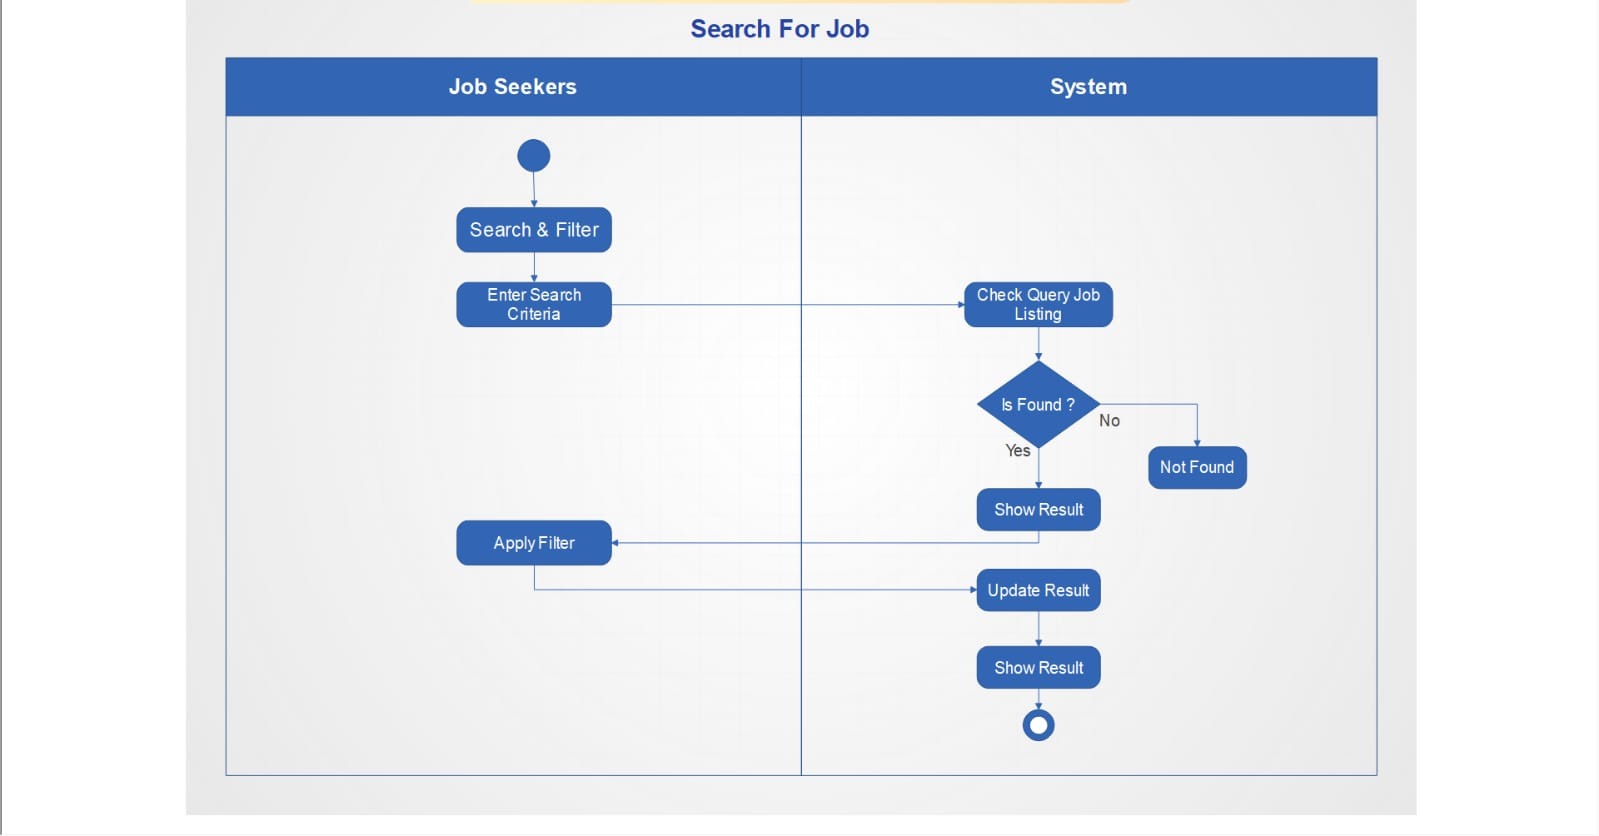 Search For Job
Job Seekers
System
Search & Filter
Enter Search
Criteria
Check Query Job
Listing
Is Found ?
No
Yes
Not Found
Show Result
Apply Filter
Update Result
Show Result